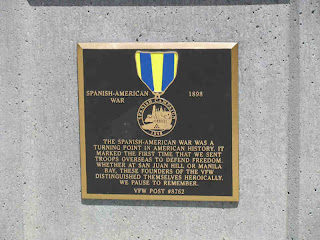 SPANISH-AMERICAN WAR 1898
SPANISH CAMPAIGN
THE SPANISH-AMERICAN WAR WAS A
TURNING POINT IN AMERICAN HISTORY. IT
MARKED THE FIRST TIME THAT WE SENT
TROOPS OVERSEAS TO DEFEND FREEDOM.
WHETHER AT SAN JUAN HILL OR MANILA
BAY, THESE FOUNDERS OF THE VFW
DISTINGUISHED THEMSELVES HEROICALLY.
WE PAUSE TO REMEMBER.
VFW POST #8762